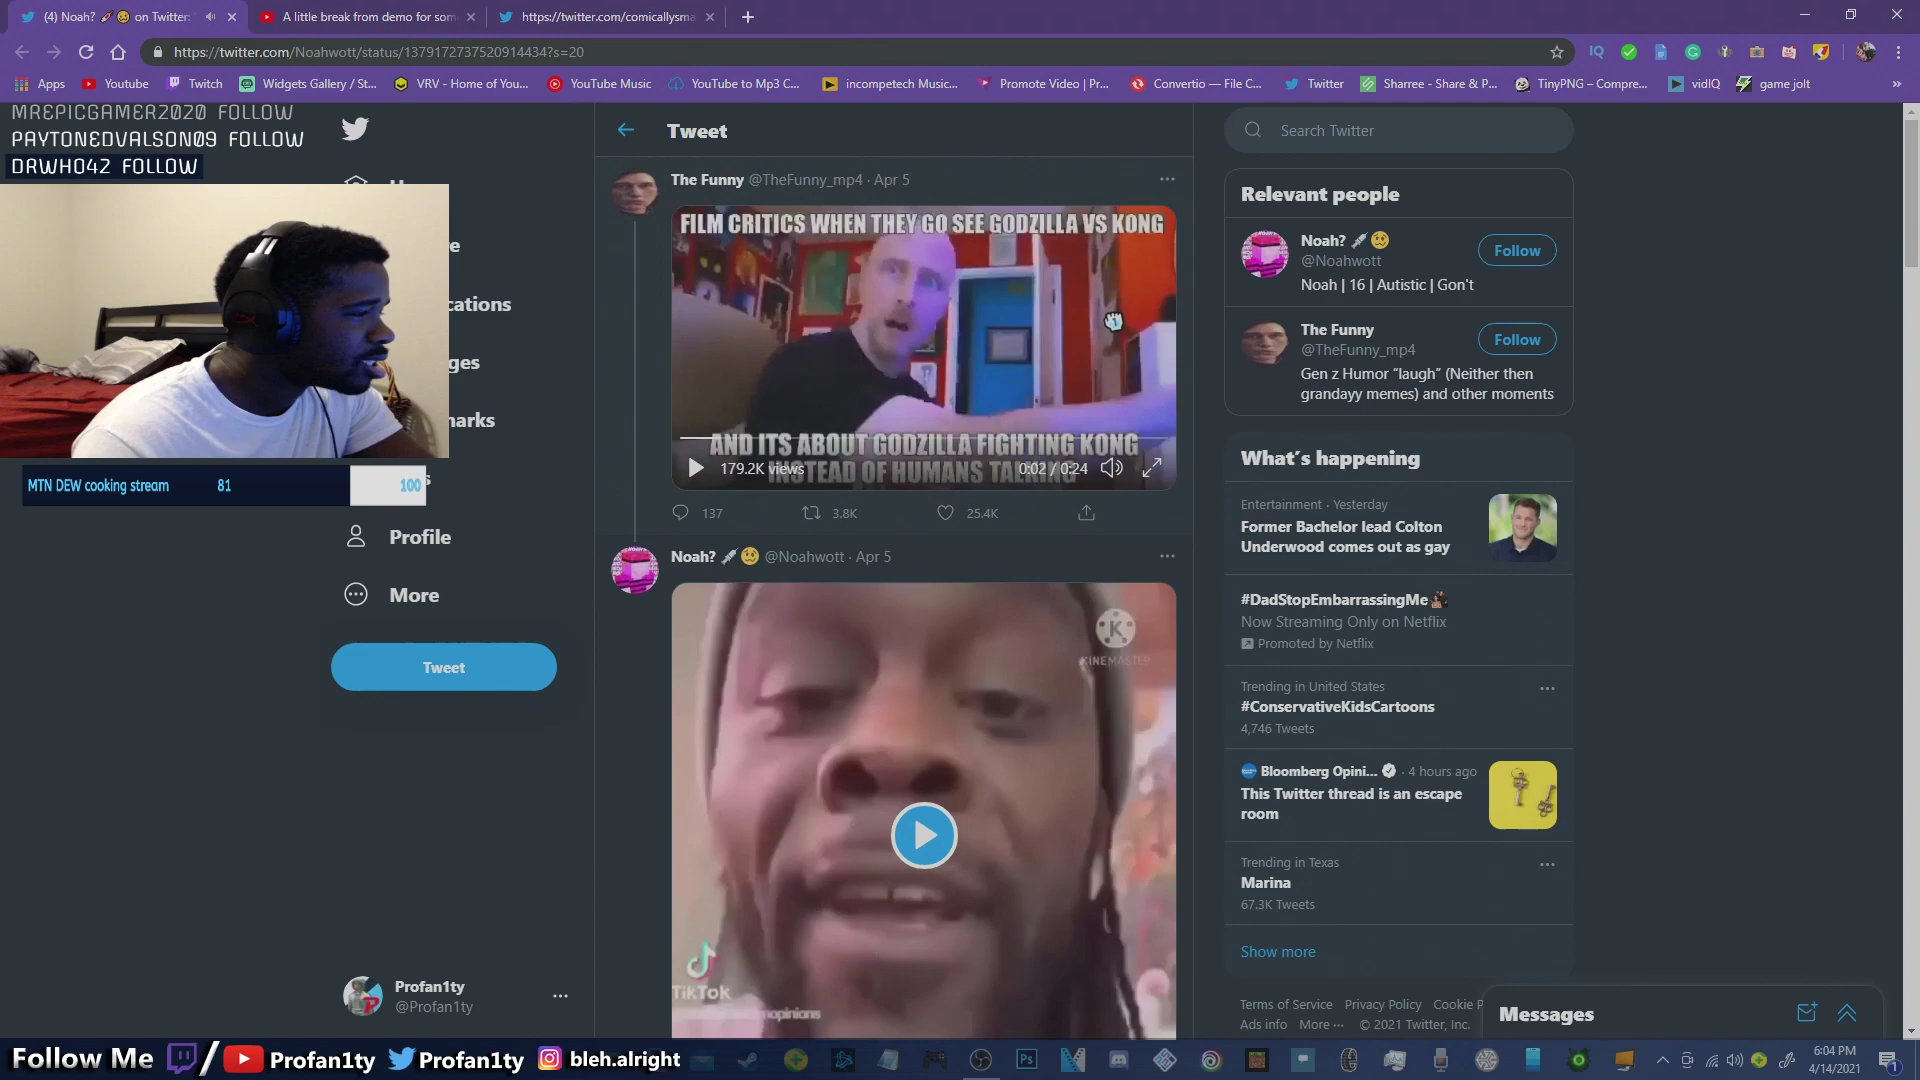 (4) Noah? on Twitter:
A little break from demo for som
https://twitter.com/comicallysma
https://twitter.com/Noahwott/status/1379172737520914434?s=20
Apps
Youtube
Twitch
Widgets Gallery / St...
VRV - Home of You...
YouTube Music
YouTube to Mp3 C...
incompetech Music...
Promote Video | Pr...
Convertio — File C...
Twitter
Sharree - Share & P...
TinyPNG – Compre...
vidIQ
game jolt
MREPICGAMER2020 FOLLOW
PAYTONEDVALSON09 FOLLOW
DRWHO42 FOLLOW
cations
ges
narks
MTN DEW cooking stream 81 100
Profile
More
Tweet
Profan1ty
@Profan1ty
Tweet
The Funny @TheFunny_mp4 · Apr 5
FILM CRITICS WHEN THEY GO SEE GODZILLA VS KONG
AND ITS ABOUT GODZILLA FIGHTING KONG
INSTEAD OF HUMANS TALKING
179.2K views
0:02 / 0:24
137
3.8K
25.4K
Noah? @Noahwott · Apr 5
K
KINEMASTER
TikTok
Search Twitter
Relevant people
Noah?
@Noahwott
Follow
Noah | 16 | Autistic | Gon't
The Funny
@TheFunny_mp4
Follow
Gen z Humor “laugh” (Neither then
grandayy memes) and other moments
What's happening
Entertainment · Yesterday
Former Bachelor lead Colton
Underwood comes out as gay
#DadStopEmbarrassingMe
Now Streaming Only on Netflix
Promoted by Netflix
Trending in United States
#ConservativeKidsCartoons
4,746 Tweets
Bloomberg Opini... · 4 hours ago
This Twitter thread is an escape
room
Trending in Texas
Marina
67.3K Tweets
Show more
Terms of Service Privacy Policy Cookie P
Ads info More ··· © 2021 Twitter, Inc.
Messages
Follow Me / Profan1ty Profan1ty bleh.alright
Ps
6:04 PM
4/14/2021
1